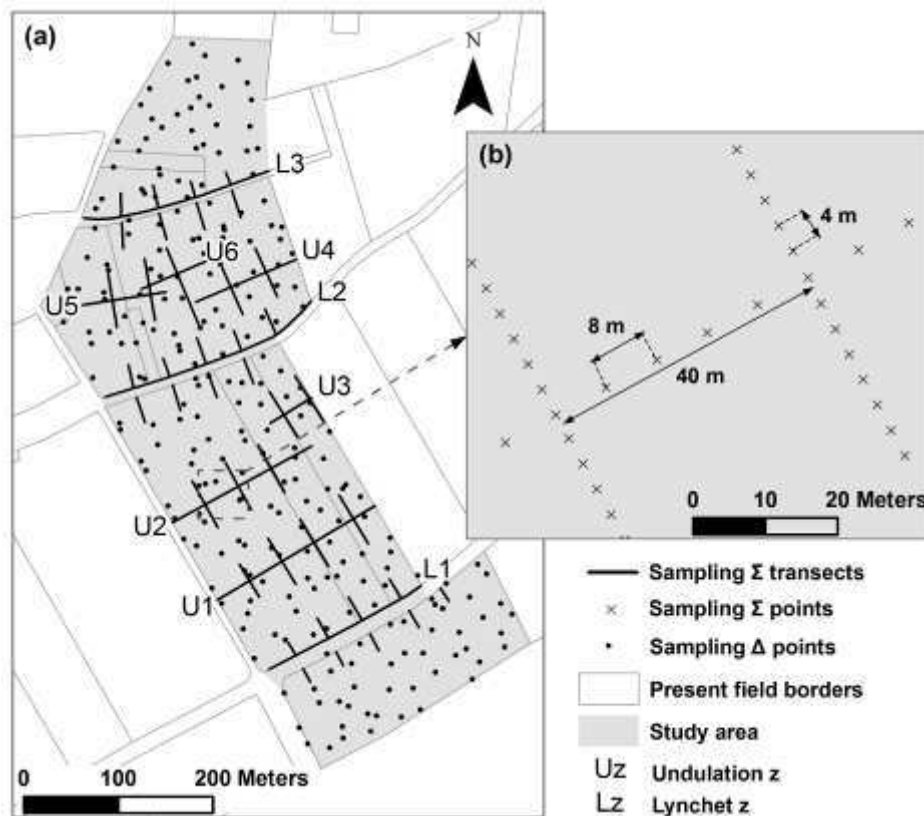 (a)
N
L3
U6
U4
U5
L2
U3
U2
L1
U1
0 100 200 Meters
(b)
4 m
8 m
40 m
0 10 20 Meters
Sampling Σ transects
Sampling Σ points
Sampling Δ points
Present field borders
Study area
Uz Undulation z
Lz Lynchet z